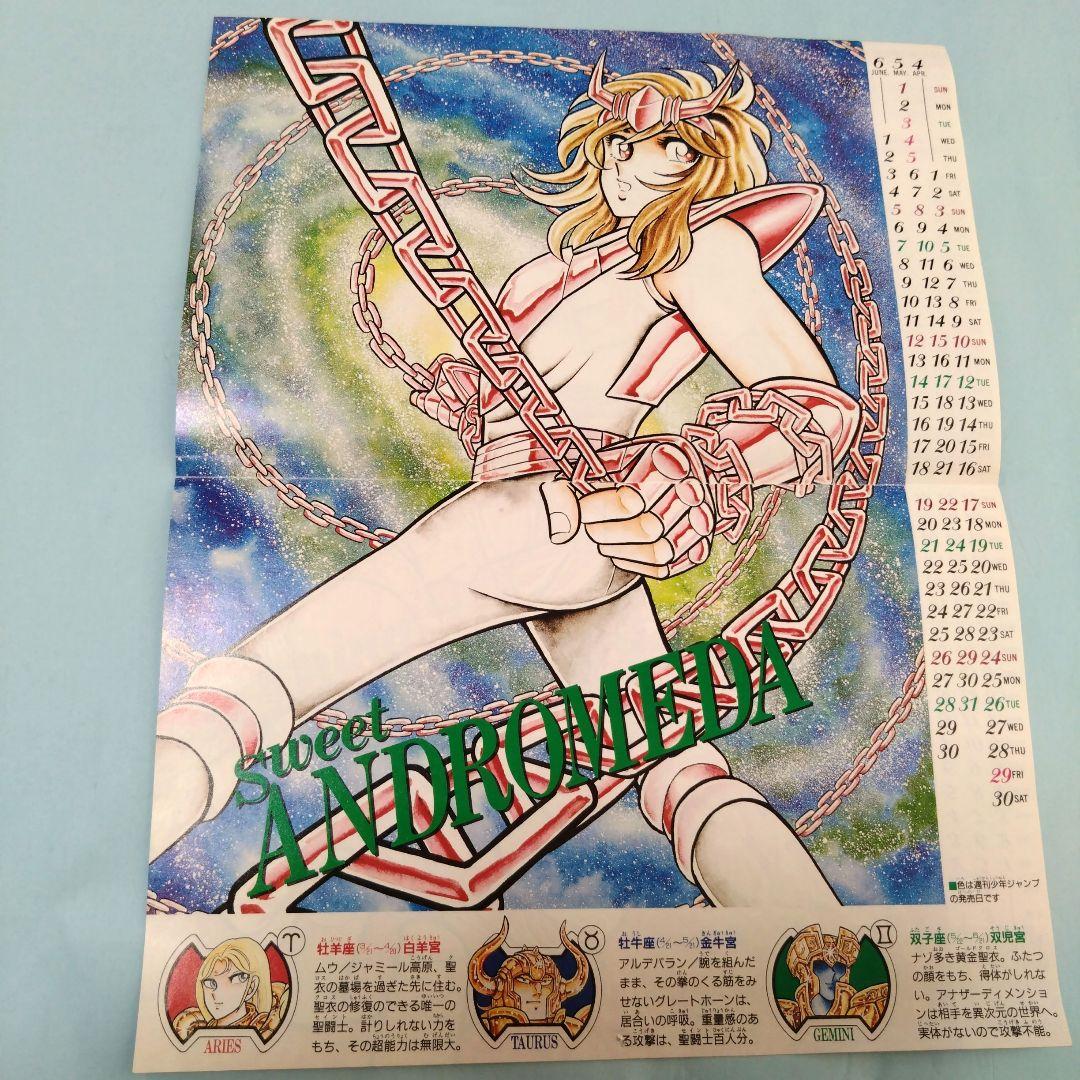 6 5 4
JUNE. MAY. APR.
1 SUN
2 MON
3 TUE
1 4 WED
2 5 THU
3 6 1 FRI
4 7 2 SAT
5 8 3 SUN
6 9 4 MON
7 10 5 TUE
8 11 6 WED
9 12 7 THU
10 13 8 FRI
11 14 9 SAT
12 15 10 SUN
13 16 11 MON
14 17 12 TUE
15 18 13 WED
16 19 14 THU
17 20 15 FRI
18 21 16 SAT
19 22 17 SUN
20 23 18 MON
21 24 19 TUE
22 25 20 WED
23 26 21 THU
24 27 22 FRI
25 28 23 SAT
26 29 24 SUN
27 30 25 MON
28 31 26 TUE
29 27 WED
30 28 THU
29 FRI
30 SAT
■色は週刊少年ジャンプ
の発売日です
Sweet
ANDROMEDA
♈
牡羊座(3/21〜4/20)白羊宮
ムウ/ジャミール高原、聖
衣の墓場を過ぎた先に住む。
聖衣の修復のできる唯一の
聖闘士。計りしれない力を
もち、その超能力は無限大。
ARIES
♉
牡牛座(4/21〜5/21)金牛宮
アルデバラン/腕を組んだ
まま、その拳のくる筋をみ
せないグレートホーンは、
居合いの呼吸。重量感のあ
る攻撃は、聖闘士百人分。
TAURUS
♊
双子座(5/22〜6/21)双児宮
ナゾ多き黄金聖衣。ふたつ
の顔をもち、得体がしれな
い。アナザーディメンショ
ンは相手を異次元の世界へ。
実体がないので攻撃不能。
GEMINI